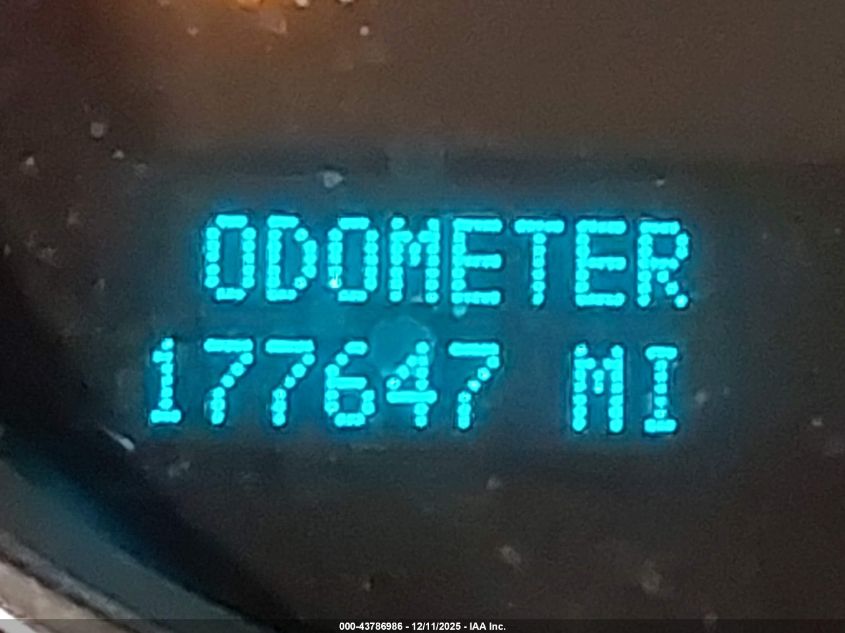 ODOMETER
177647 MI
000-43786986 - 12/11/2025 - IAA Inc.